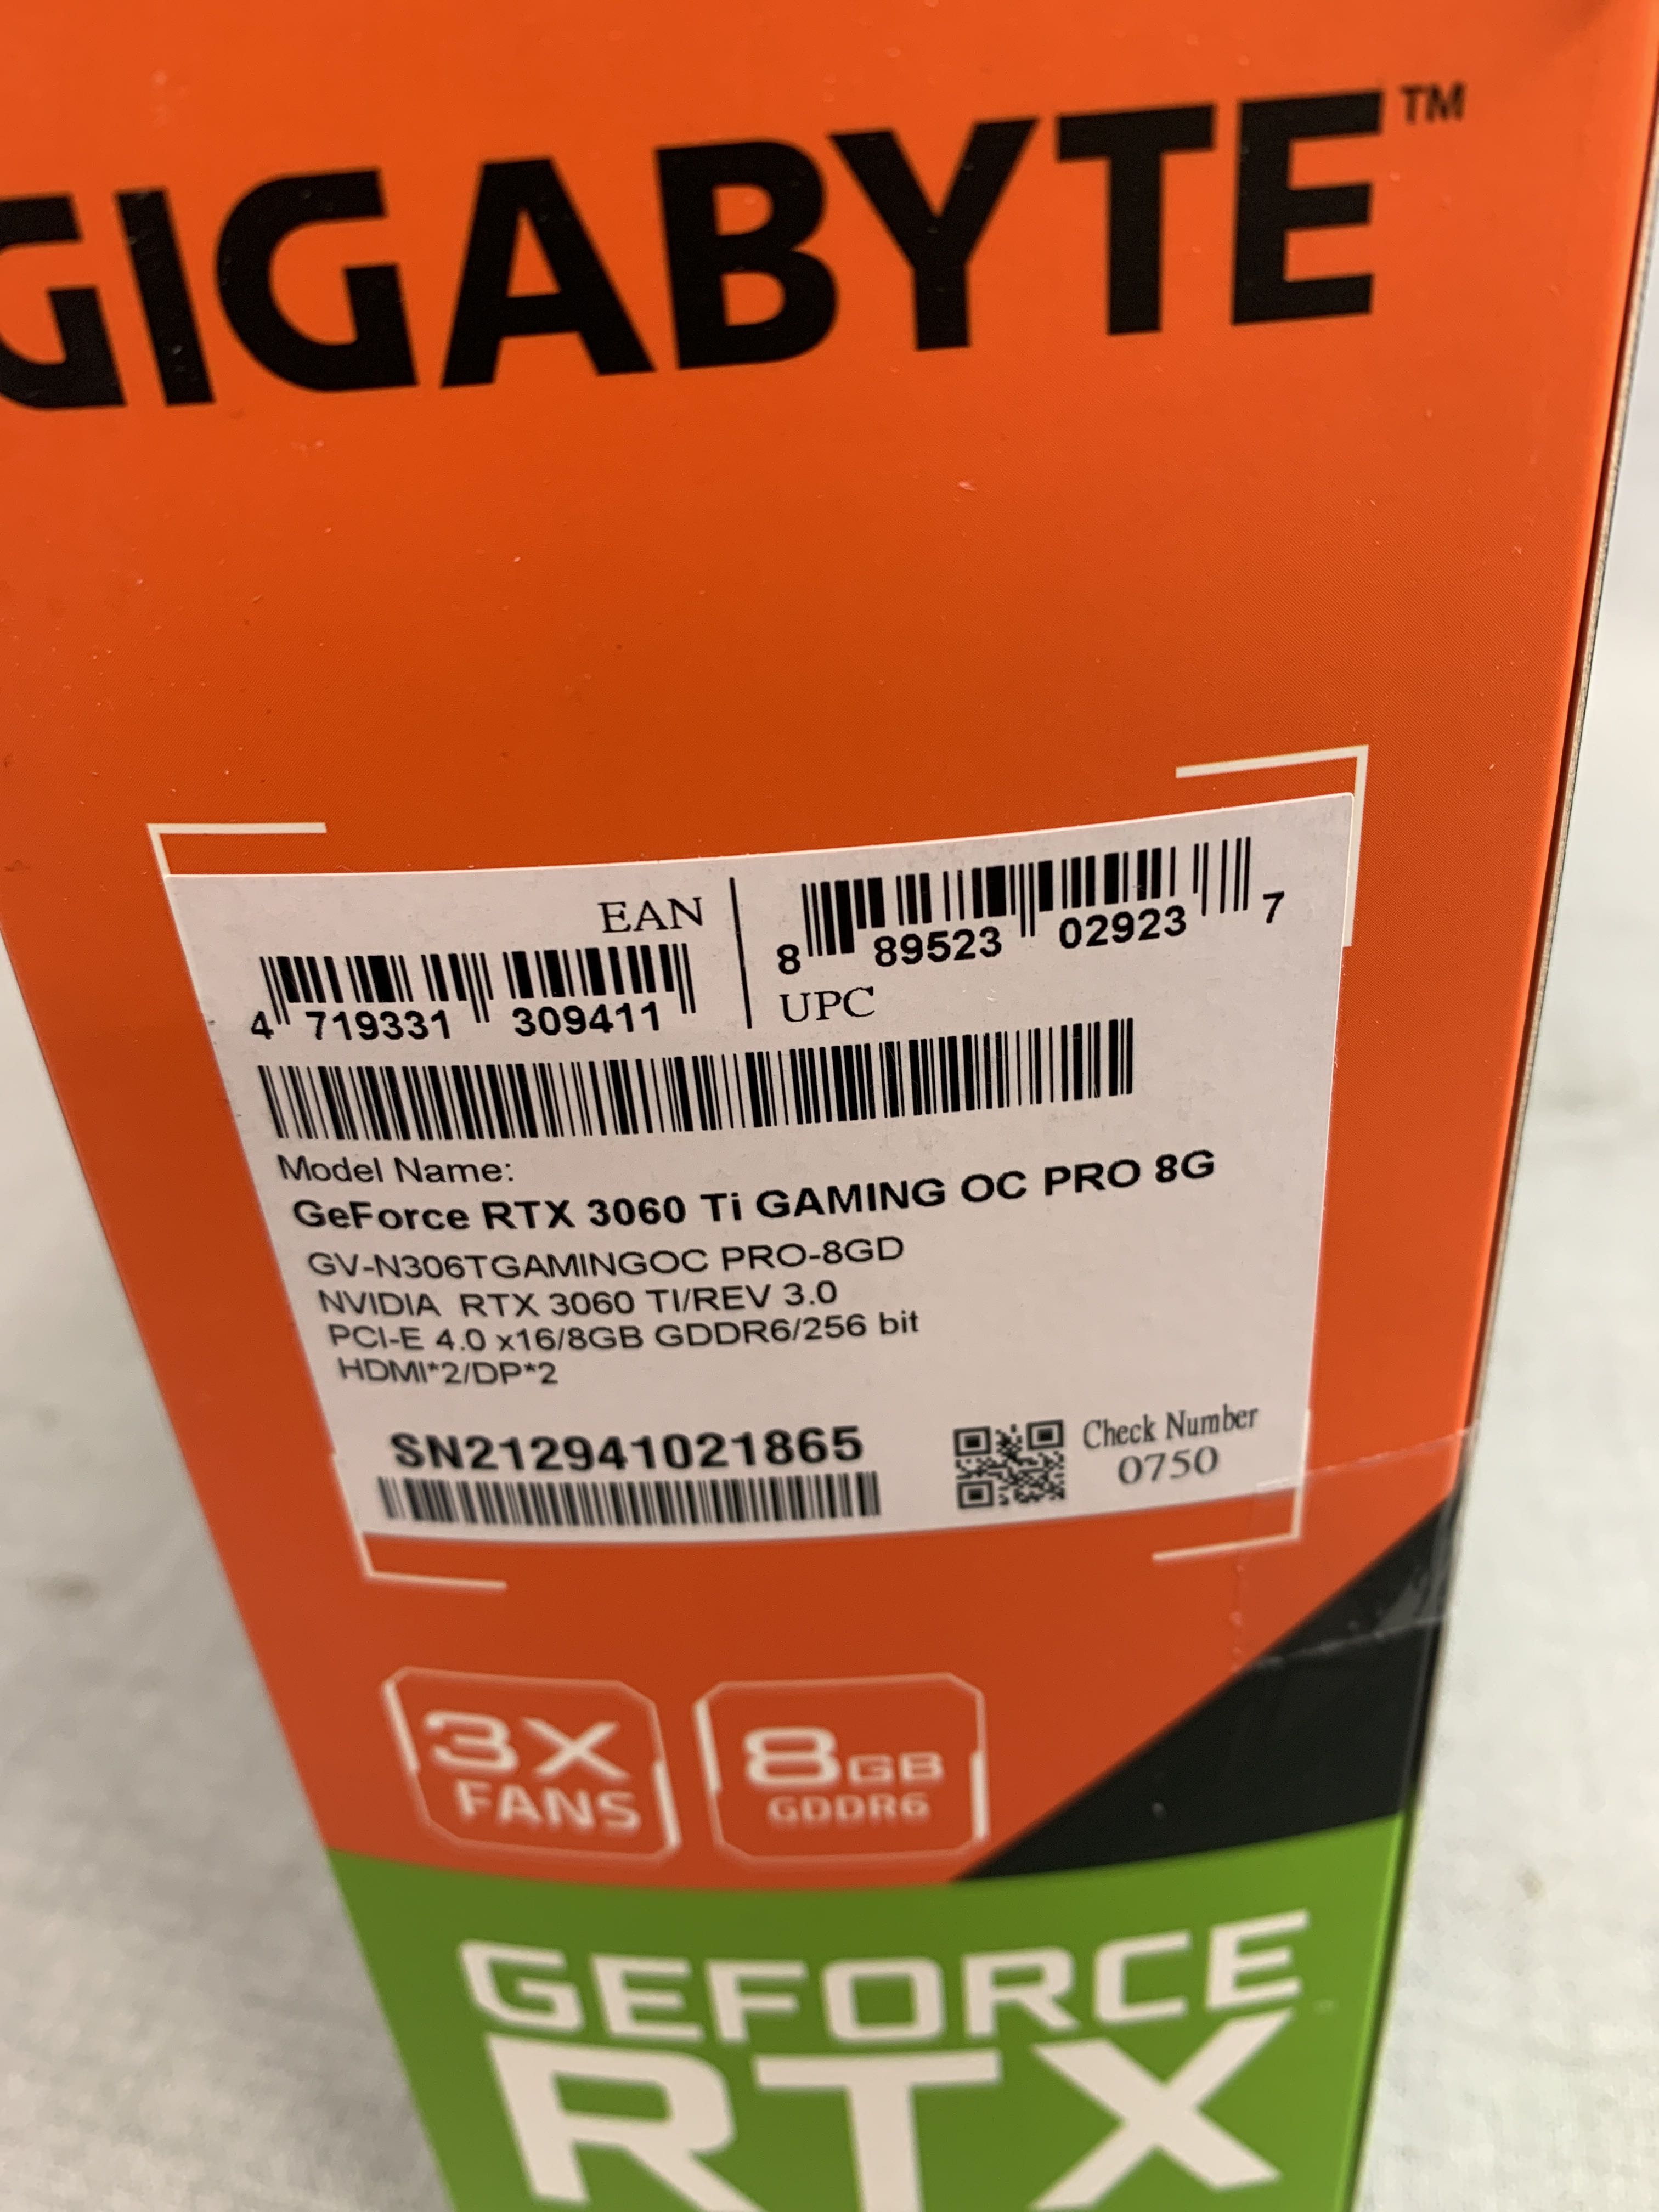 GIGABYTE™
EAN
4 719331 309411
8 89523 02923 7
UPC
Model Name:
GeForce RTX 3060 Ti GAMING OC PRO 8G
GV-N306TGAMINGOC PRO-8GD
NVIDIA RTX 3060 TI/REV 3.0
PCI-E 4.0 x16/8GB GDDR6/256 bit
HDMI*2/DP*2
SN212941021865
Check Number
0750
3X
FANS
8GB
GDDR6
GEFORCE
RTX